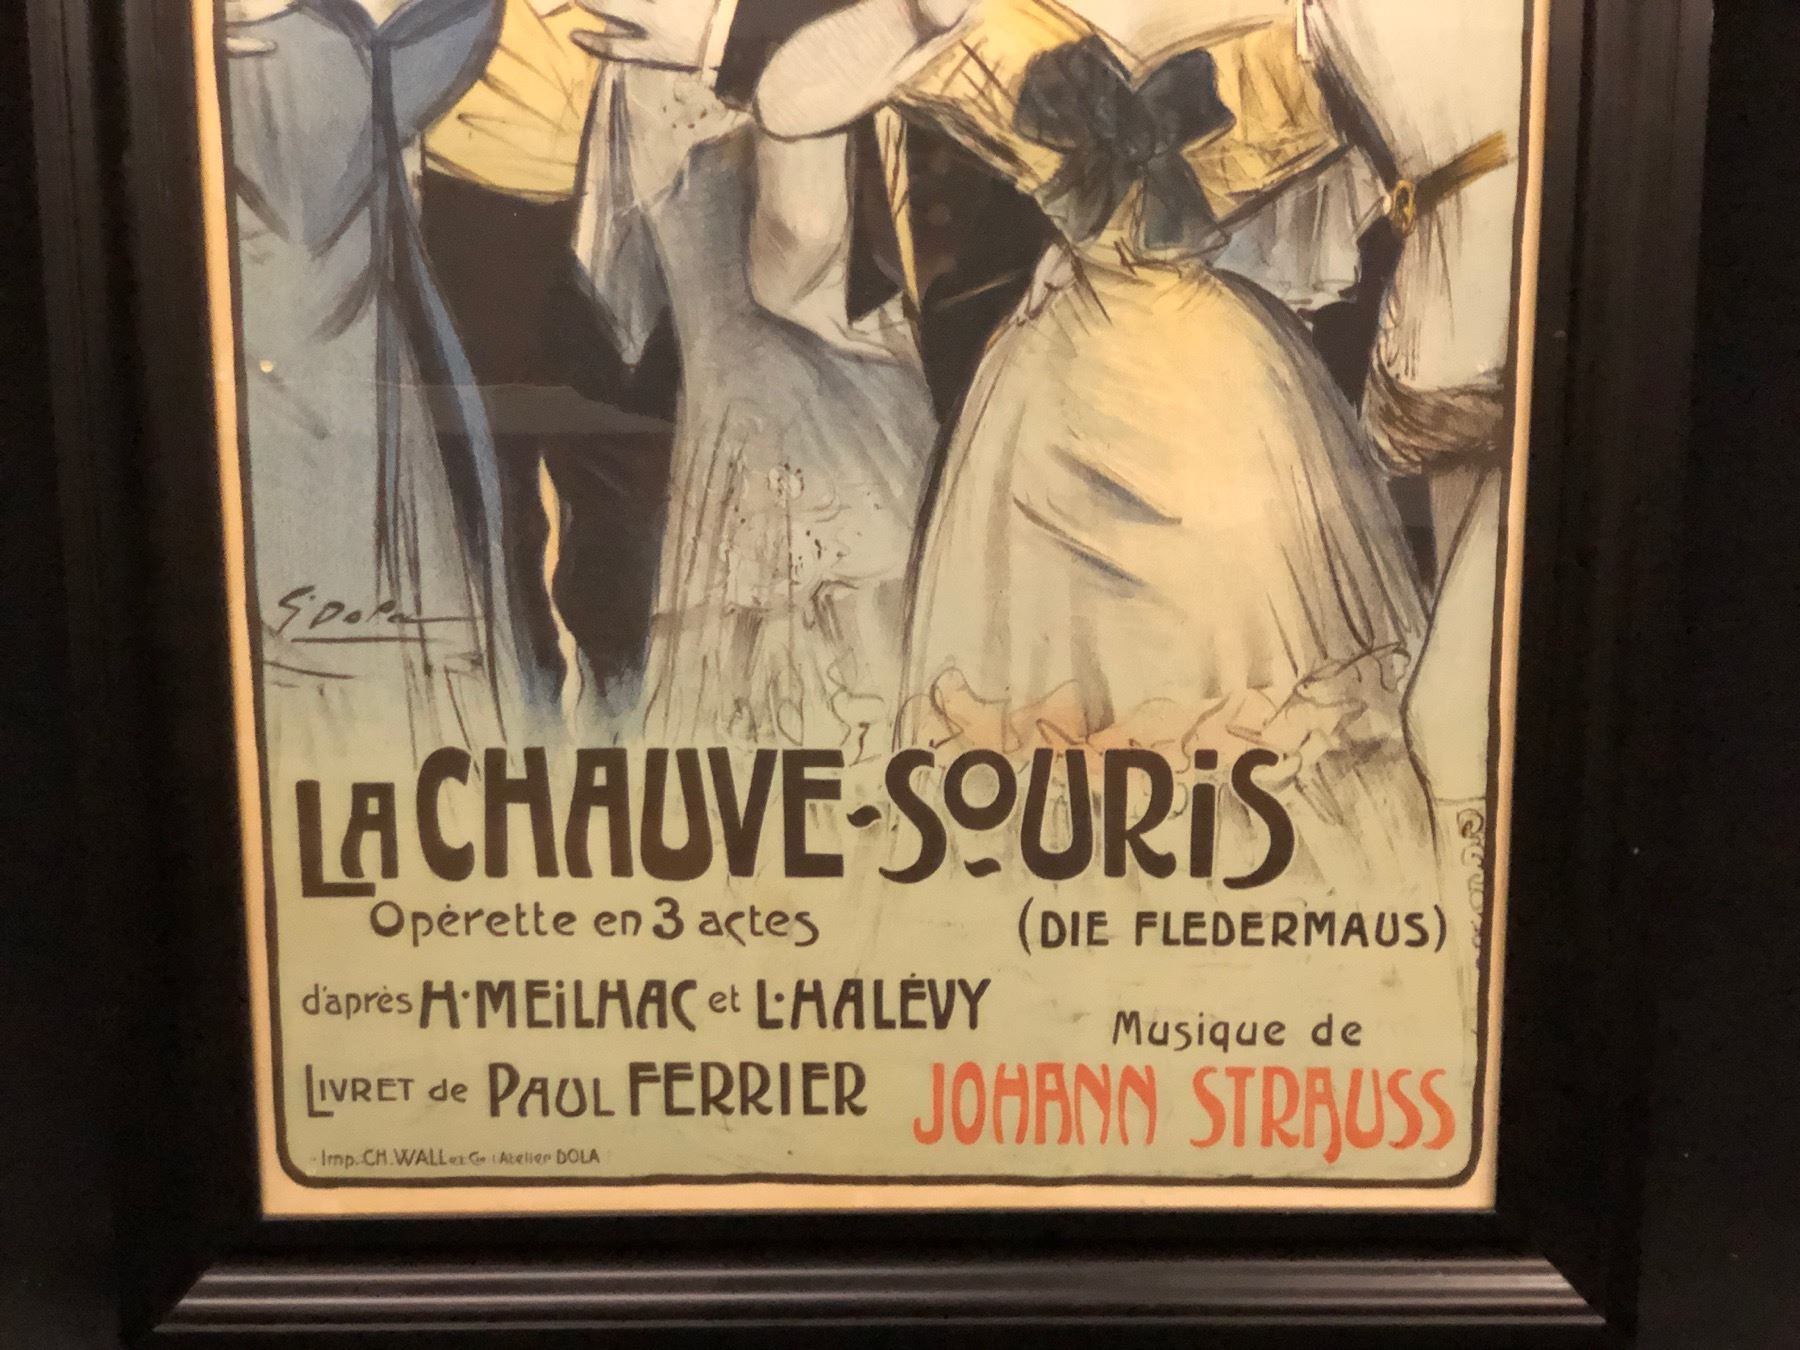 G. Dola
LA CHAUVE-SOURIS
Opérette en 3 actes
(DIE FLEDERMAUS)
d'après H. MEILHAC et L. HALÉVY
Musique de
LIVRET de PAUL FERRIER
JOHANN STRAUSS
Imp. CH. WALL et Cie Atelier DOLA